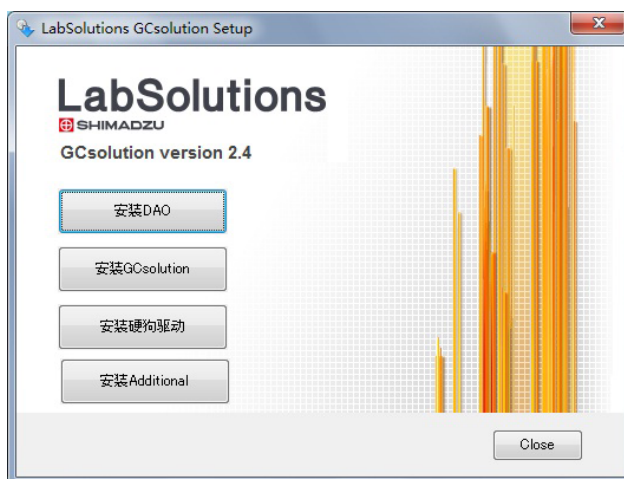 LabSolutions GCsolution Setup
LabSolutions
SHIMADZU
GCsolution version 2.4
安装DAO
安装GCsolution
安装硬狗驱动
安装Additional
Close